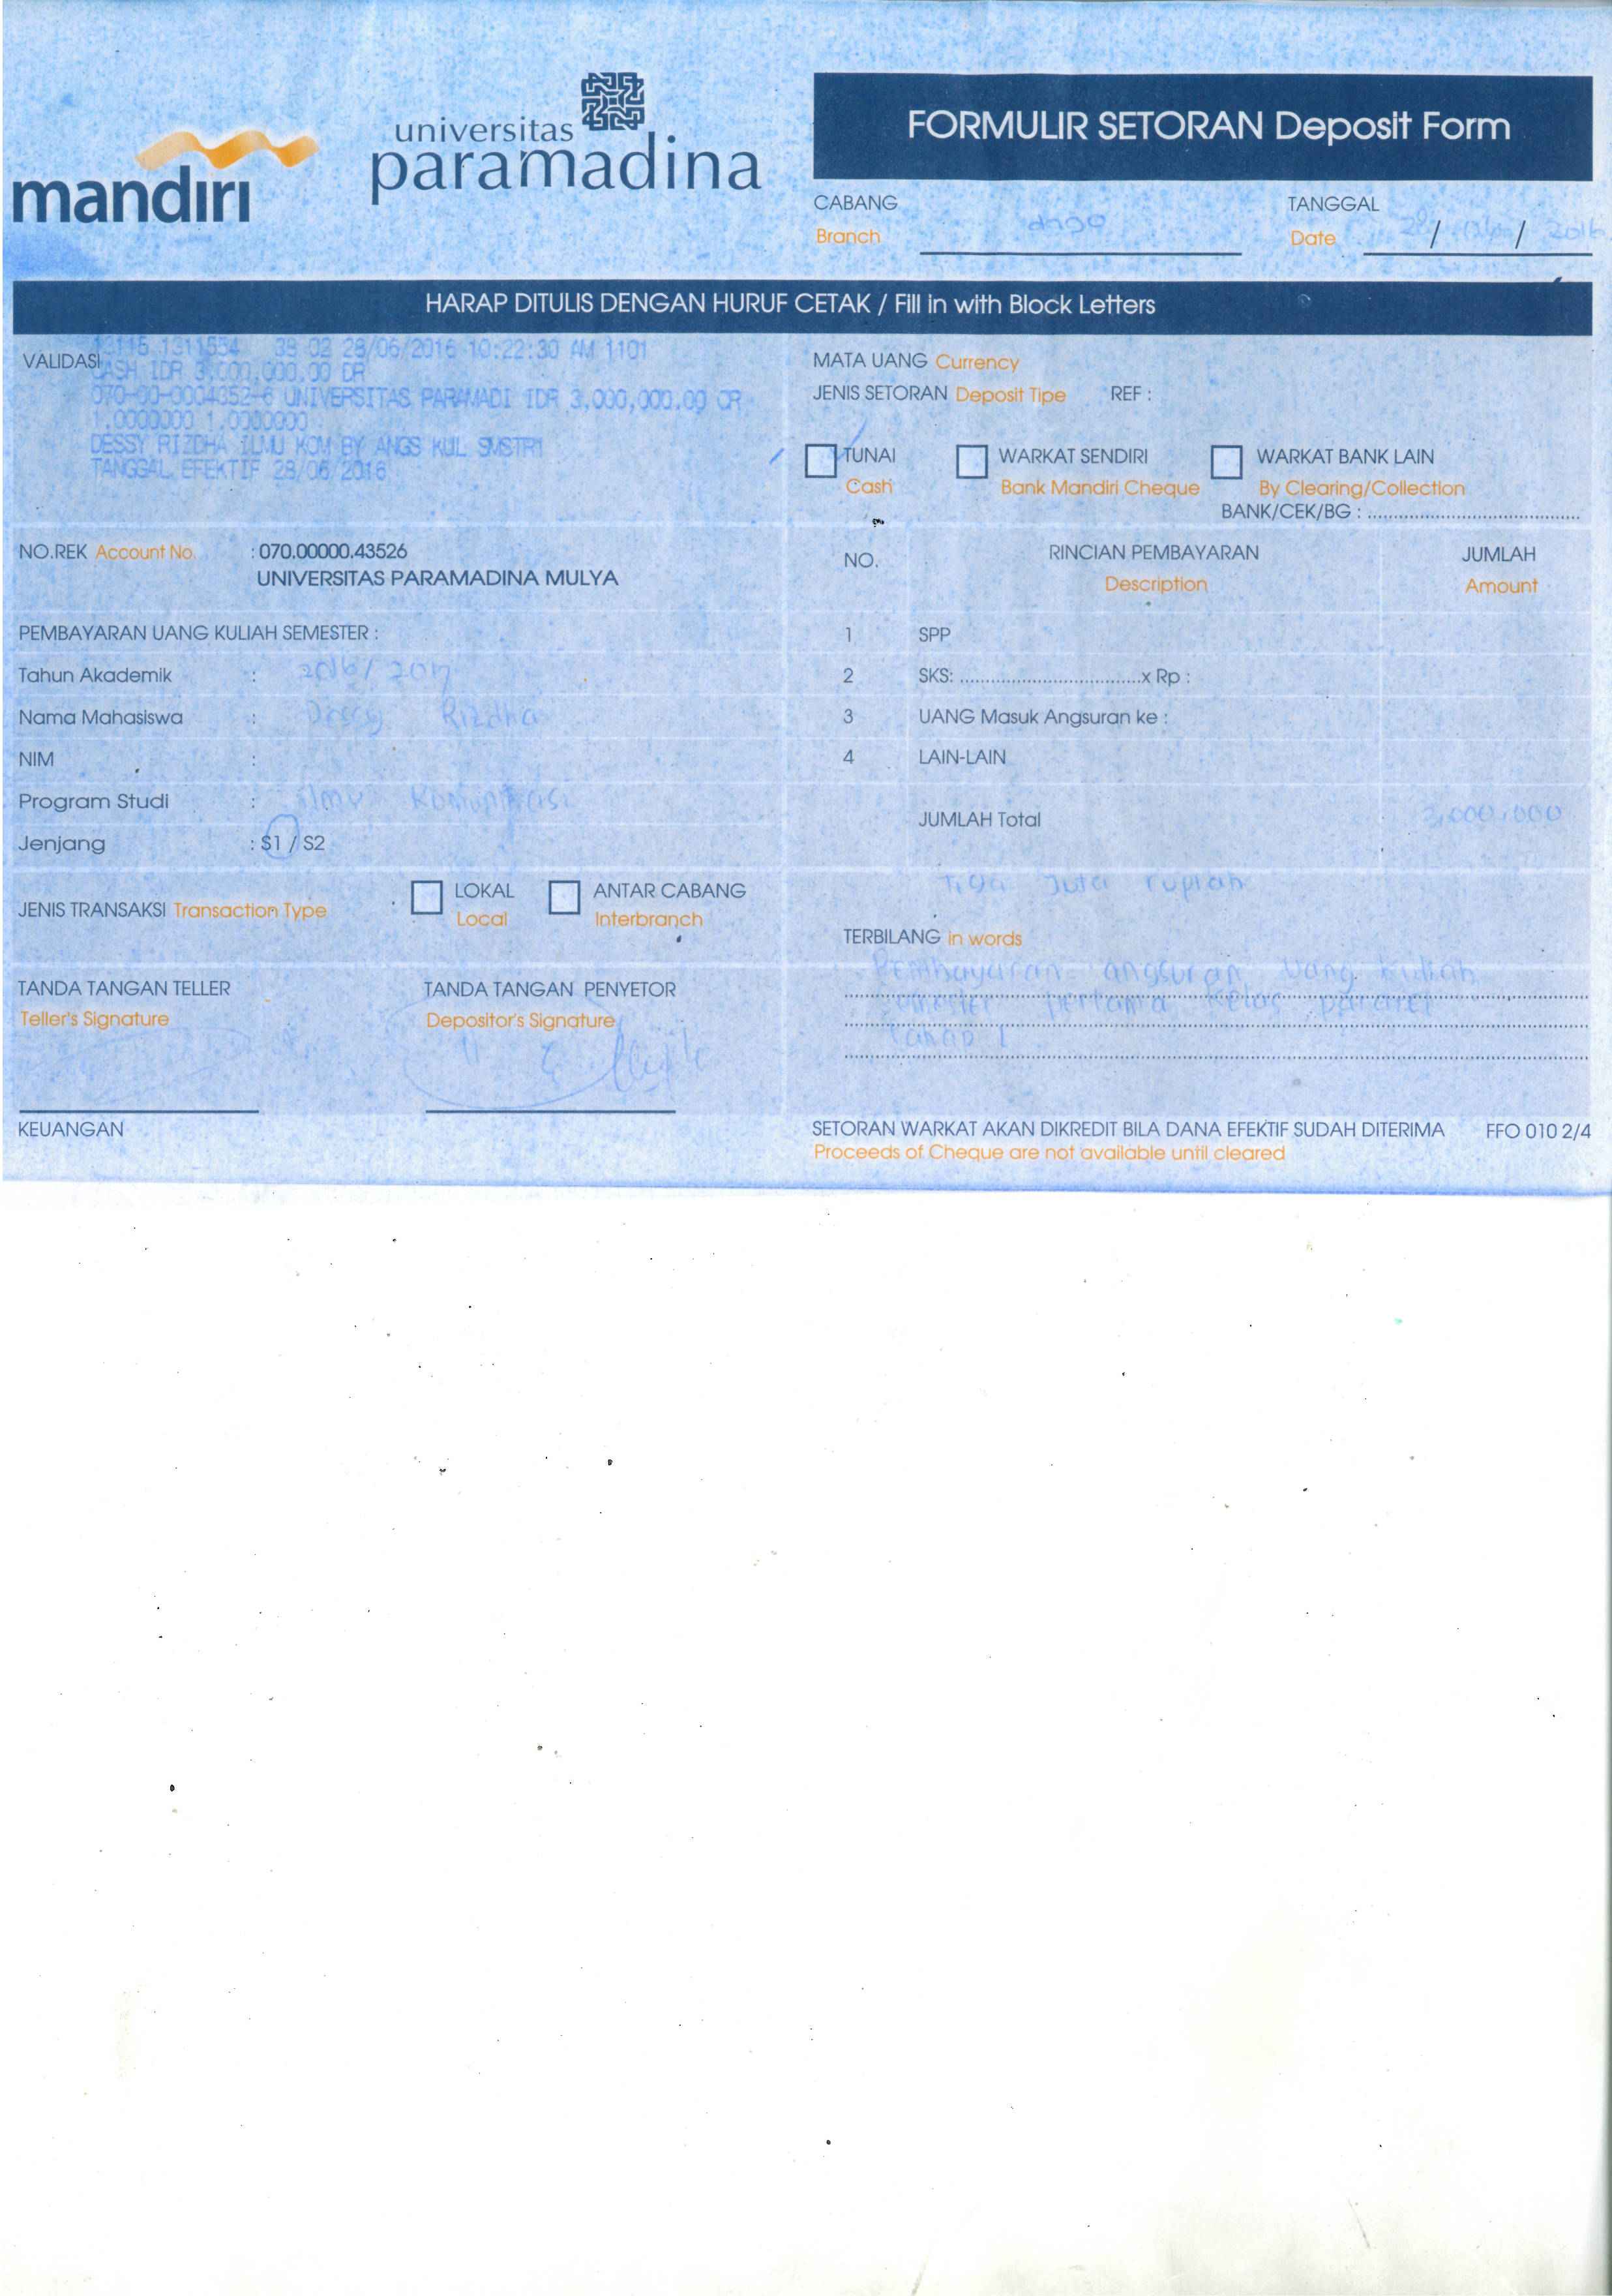 mandiri
universitas
paramadina
FORMULIR SETORAN Deposit Form
CABANG
Branch
dago
TANGGAL
Date
28 / / 2016
HARAP DITULIS DENGAN HURUF CETAK / Fill in with Block Letters
VALIDASI
13115 1311554 38 02 28/06/2016 10:22:30 AM 1101
CASH IDR 3,000,000.00 DR
070-00-0004352-6 UNIVERSITAS PARAMADI IDR 3,000,000.00 CR
1.0000000 1.0000000
DESSY RIZDHA ILMU KOM BY ANGS KUL SMSTR1
TANGGAL EFEKTIF 28/06/2016
MATA UANG Currency
JENIS SETORAN Deposit Tipe REF :
TUNAI
Cash
WARKAT SENDIRI
Bank Mandiri Cheque
WARKAT BANK LAIN
By Clearing/Collection
BANK/CEK/BG : ........................................
NO.REK Account No. : 070.00000.43526
UNIVERSITAS PARAMADINA MULYA
NO.
RINCIAN PEMBAYARAN
Description
JUMLAH
Amount
PEMBAYARAN UANG KULIAH SEMESTER :
Tahun Akademik : 2016/2017
Nama Mahasiswa : Dessy Rizdha
NIM :
Program Studi : Ilmu Komunikasi
Jenjang : S1 / S2
1 SPP
2 SKS: ..................................x Rp :
3 UANG Masuk Angsuran ke :
4 LAIN-LAIN
JUMLAH Total 3,000,000
JENIS TRANSAKSI Transaction Type
LOKAL
Local
ANTAR CABANG
Interbranch
Tiga Juta rupiah
TERBILANG in words
Pembayaran angsuran uang kuliah
semester pertama kelas pararel
tahap 1
TANDA TANGAN TELLER
Teller's Signature
TANDA TANGAN PENYETOR
Depositor's Signature
KEUANGAN
SETORAN WARKAT AKAN DIKREDIT BILA DANA EFEKTIF SUDAH DITERIMA
Proceeds of Cheque are not available until cleared
FFO 010 2/4